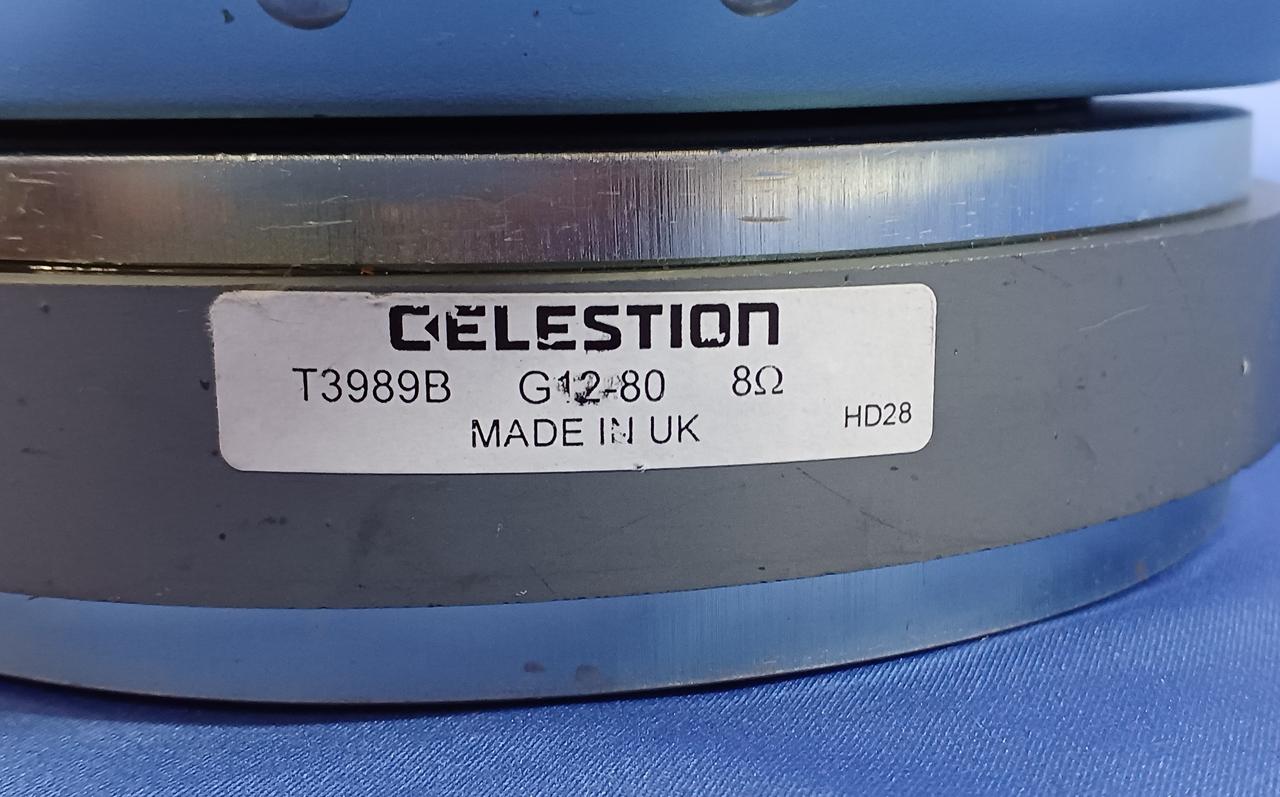 CELESTION
T3989B G12-80 8Ω
MADE IN UK HD28